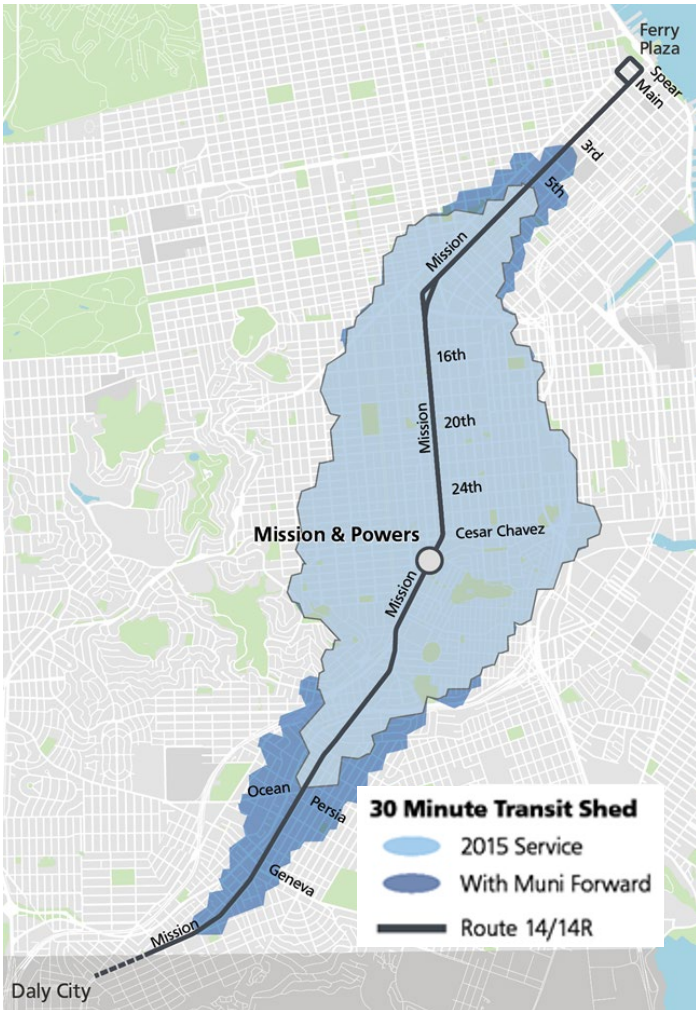 Ferry
Plaza
Spear
Main
3rd
5th
Mission
16th
Mission
20th
24th
Mission & Powers
Cesar Chavez
Mission
Ocean
Persia
Geneva
Mission
Daly City
30 Minute Transit Shed
2015 Service
With Muni Forward
Route 14/14R